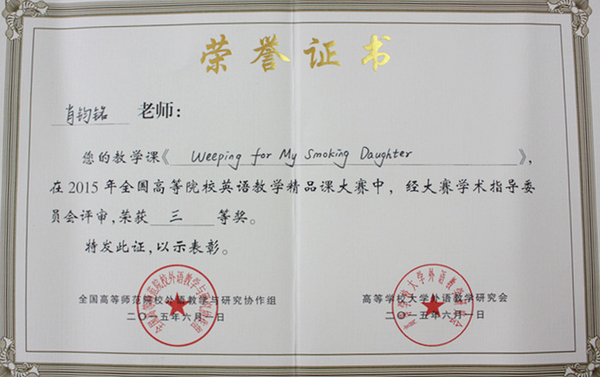 荣誉证书
肖钧铭 老师：
您的教学课《 Weeping for My Smoking Daughter 》，
在2015年全国高等院校英语教学精品课大赛中，经大赛学术指导委
员会评审，荣获 三 等奖。
特发此证，以示表彰。
全国高等师范院校外语教学与研究协作组
二〇一五年六月一日
高等学校大学外语教学研究会
二〇一五年六月一日